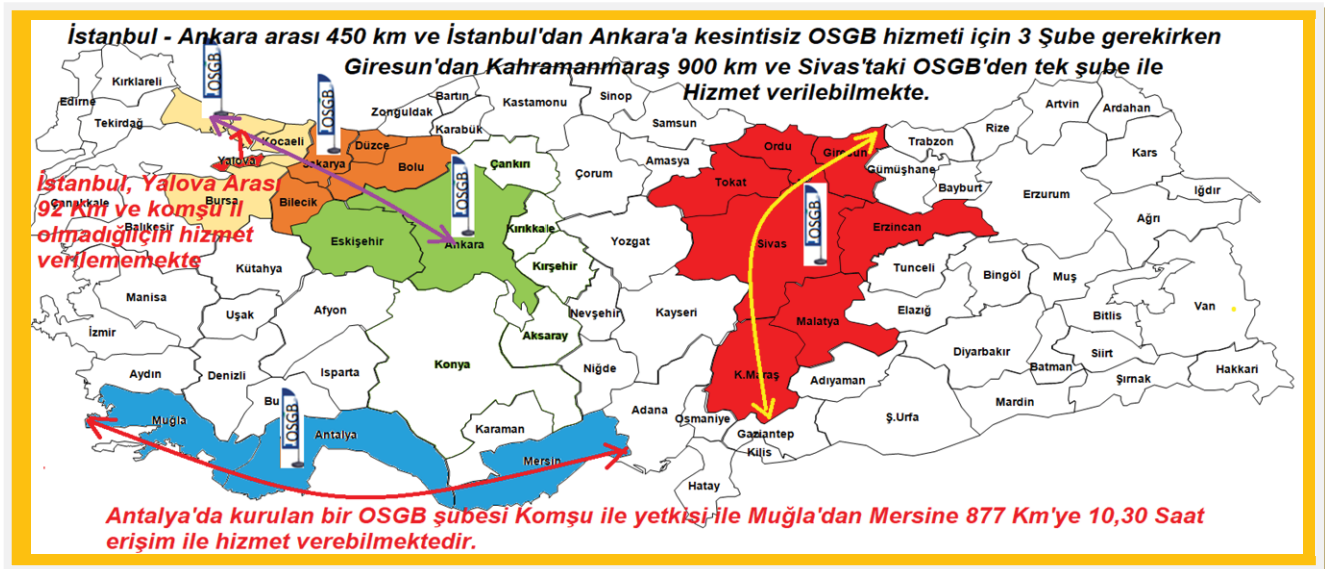 İstanbul - Ankara arası 450 km ve İstanbul'dan Ankara'a kesintisiz OSGB hizmeti için 3 Şube gerekirken
Giresun'dan Kahramanmaraş 900 km ve Sivas'taki OSGB'den tek şube ile
Hizmet verilebilmekte.
Kırklareli
Edirne
Tekirdağ
OSGB
Kocaeli
Yalova
OSGB
Sakarya
Düzce
Zonguldak
Bartın
Karabük
Kastamonu
Sinop
Samsun
Bolu
Çankırı
Çorum
Amasya
Ordu
Giresun
Trabzon
Rize
Artvin
Ardahan
Kars
Gümüşhane
Bayburt
Tokat
Erzurum
Iğdır
Ağrı
İstanbul, Yalova Arası
92 Km ve komşu il
olmadığıiçin hizmet
verilememekte
Çanakkale
Bursa
Bilecik
Balıkesir
Eskişehir
OSGB
Ankara
Kırıkkale
Kırşehir
Yozgat
Sivas
OSGB
Erzincan
Tunceli
Bingöl
Muş
Van
Kütahya
Manisa
Uşak
Afyon
Nevşehir
Kayseri
Malatya
Elazığ
Bitlis
İzmir
Aksaray
Konya
Niğde
K.Maraş
Adıyaman
Diyarbakır
Batman
Siirt
Şırnak
Hakkari
Aydın
Denizli
Isparta
OSGB
Muğla
Antalya
Karaman
Mersin
Adana
Osmaniye
Gaziantep
Kilis
Ş.Urfa
Mardin
Hatay
Antalya'da kurulan bir OSGB şubesi Komşu ile yetkisi ile Muğla'dan Mersine 877 Km'ye 10,30 Saat
erişim ile hizmet verebilmektedir.